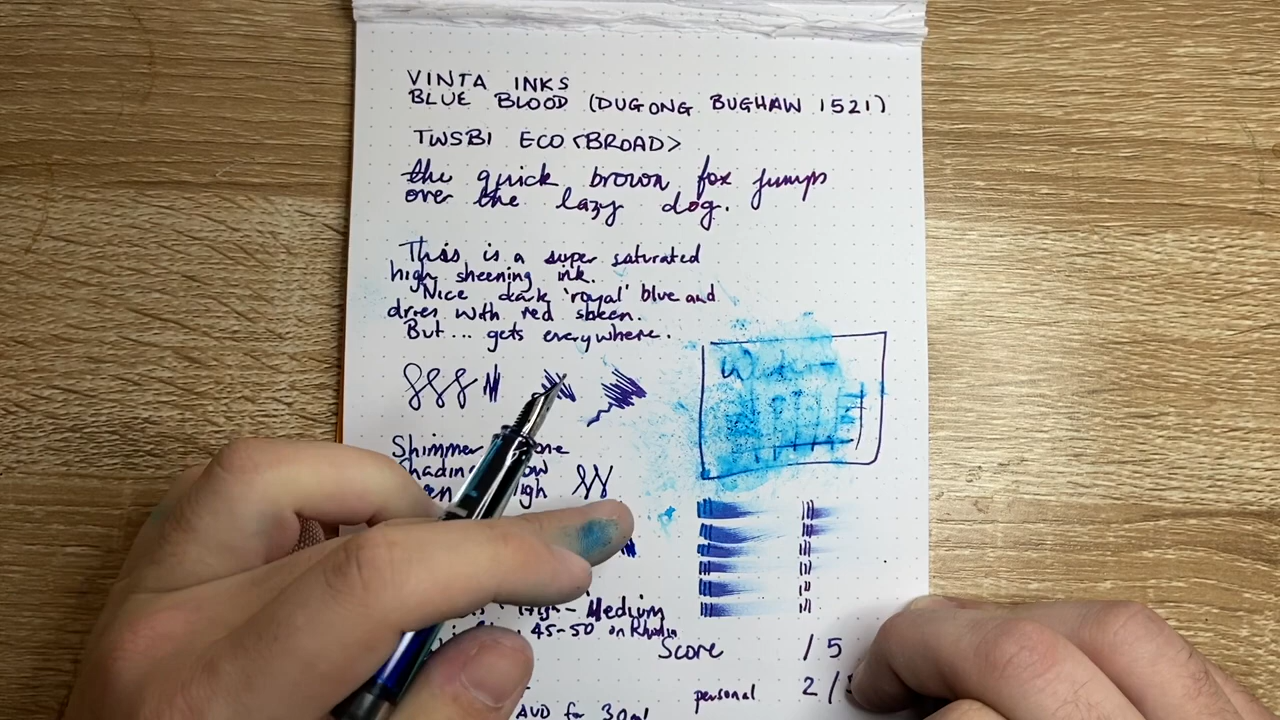 VINTA INKS
BLUE BLOOD (DUGONG BUGHAW 1521)
TWSBI ECO <BROAD>
the quick brown fox jumps
over the lazy dog.
This is a super saturated
high sheening ink.
Nice dark 'royal' blue and
dries with red sheen.
But... gets everywhere.
Shimmer
Medium
45-50 on Rhodia
Score /5
personal 2/
AUD for 30ml